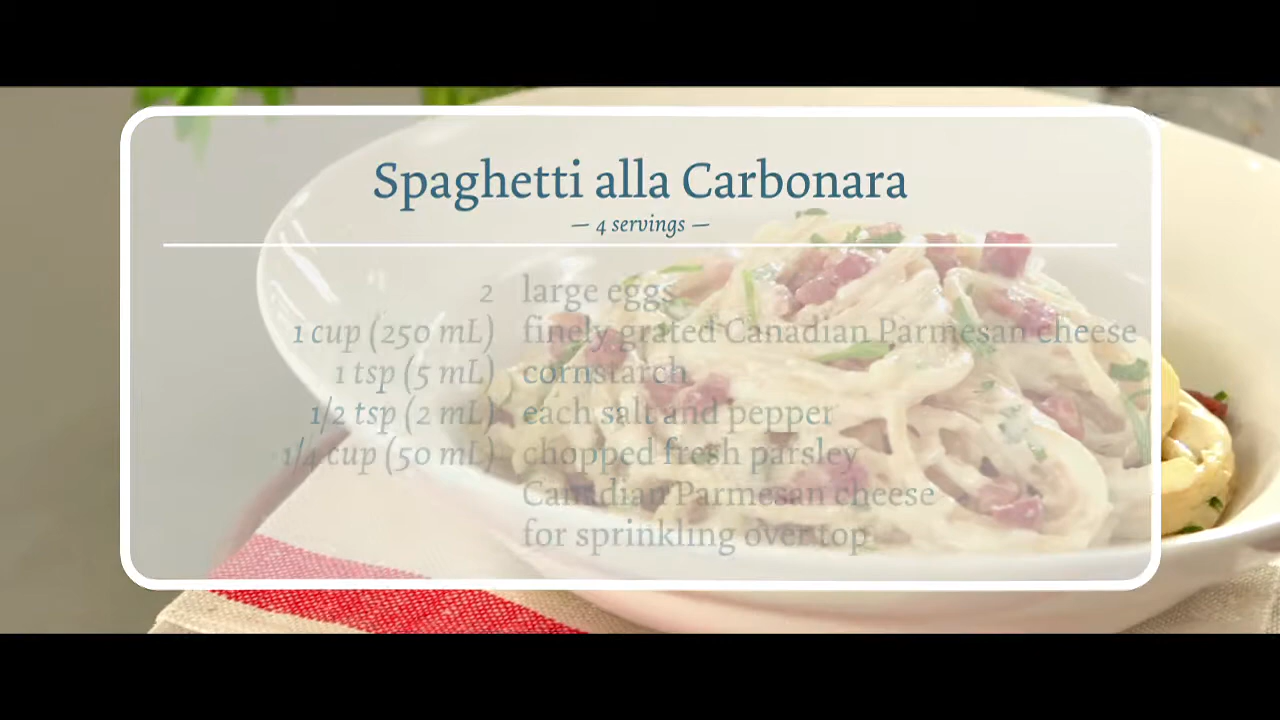 Spaghetti alla Carbonara
— 4 servings —
2 large eggs
1 cup (250 mL) finely grated Canadian Parmesan cheese
1 tsp (5 mL) cornstarch
1/2 tsp (2 mL) each salt and pepper
1/4 cup (50 mL) chopped fresh parsley
Canadian Parmesan cheese
for sprinkling over top